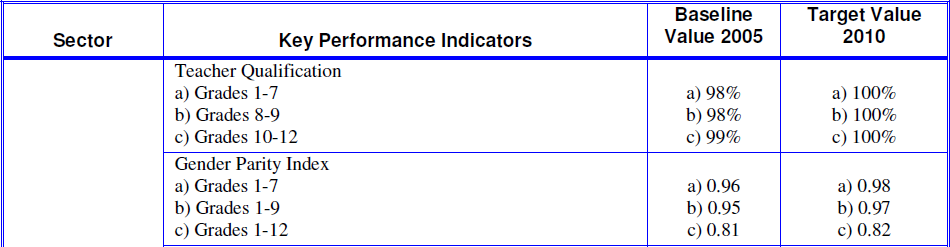 Sector Key Performance Indicators Baseline Value 2005 Target Value 2010
Teacher Qualification
a) Grades 1-7 a) 98% a) 100%
b) Grades 8-9 b) 98% b) 100%
c) Grades 10-12 c) 99% c) 100%
Gender Parity Index
a) Grades 1-7 a) 0.96 a) 0.98
b) Grades 1-9 b) 0.95 b) 0.97
c) Grades 1-12 c) 0.81 c) 0.82